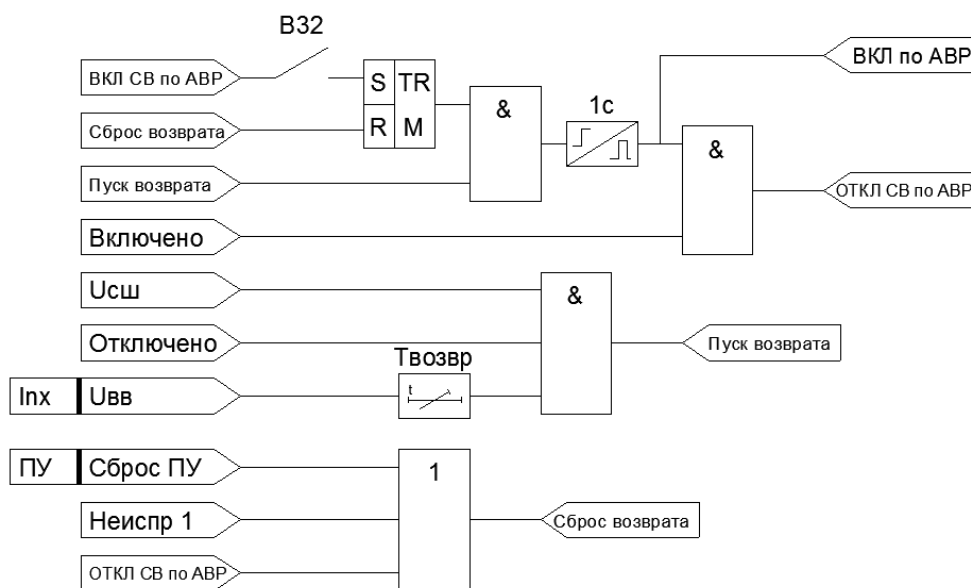 В32
ВКЛ СВ по АВР
S TR
ВКЛ по АВР
1с
&
Сброс возврата
R M
&
Пуск возврата
ОТКЛ СВ по АВР
Включено
Uсш
&
Отключено
Пуск возврата
Твозвр
t
Inx Uвв
ПУ Сброс ПУ
1
Неиспр 1
Сброс возврата
ОТКЛ СВ по АВР